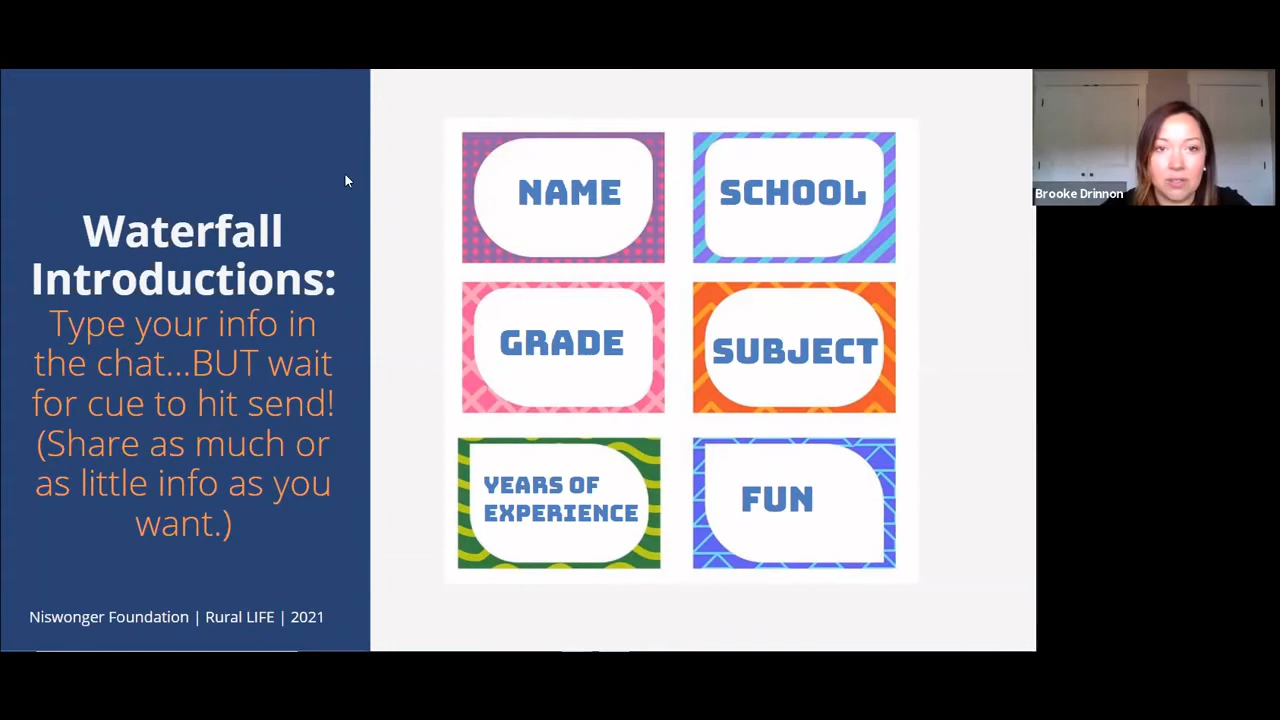 Waterfall
Introductions:
Type your info in
the chat...BUT wait
for cue to hit send!
(Share as much or
as little info as you
want.)
Niswonger Foundation | Rural LIFE | 2021
NAME
SCHOOL
GRADE
SUBJECT
YEARS OF
EXPERIENCE
FUN
Brooke Drinnon